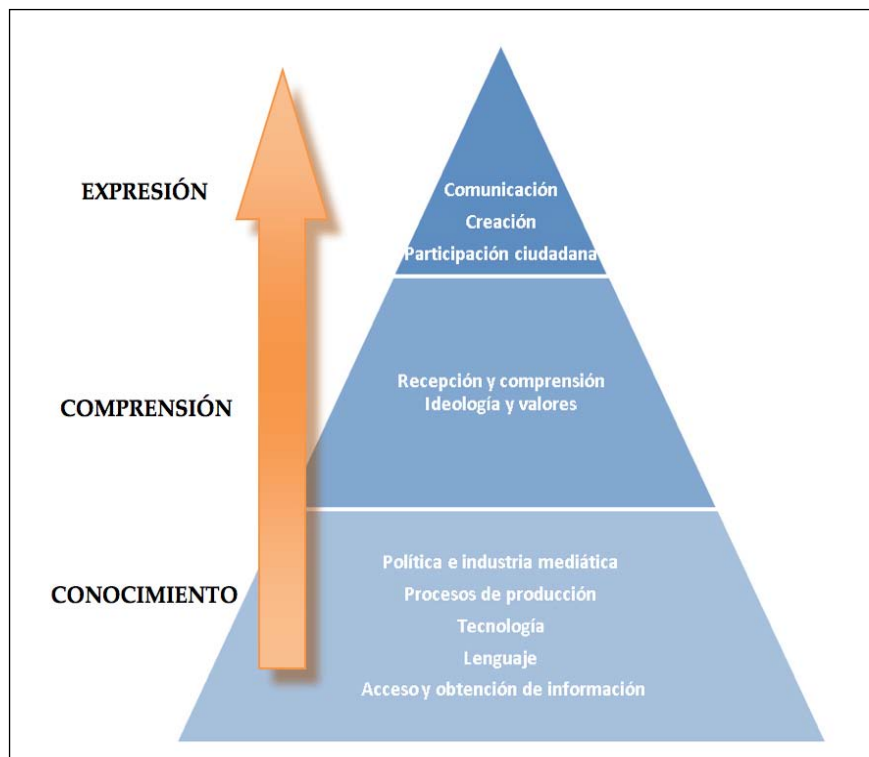 EXPRESIÓN
Comunicación
Creación
Participación ciudadana
COMPRENSIÓN
Recepción y comprensión
Ideología y valores
CONOCIMIENTO
Política e industria mediática
Procesos de producción
Tecnología
Lenguaje
Acceso y obtención de información